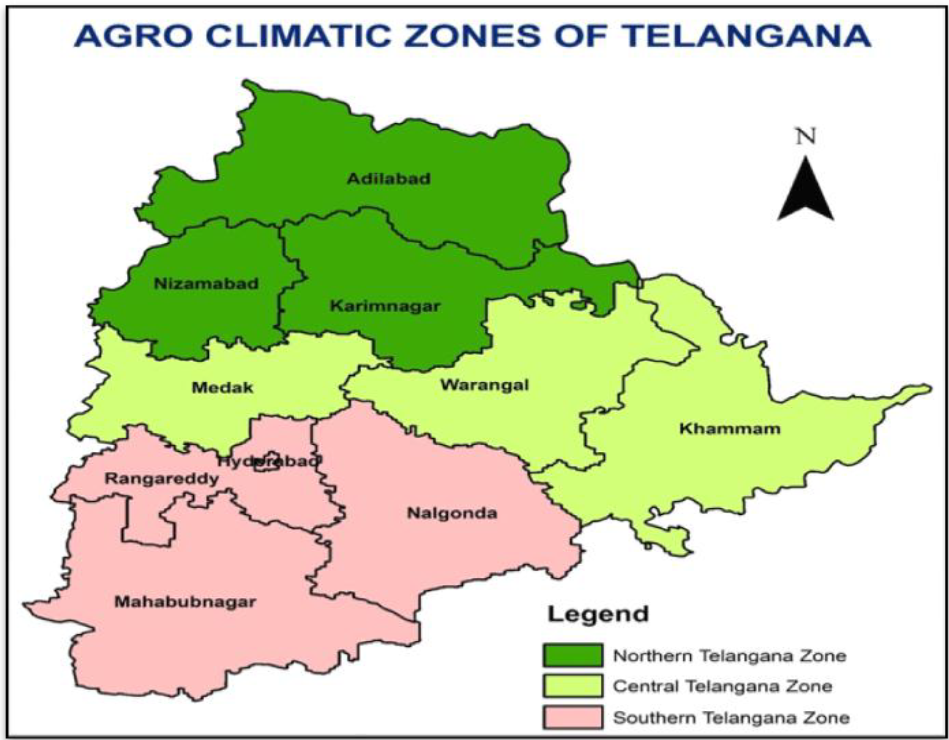 AGRO CLIMATIC ZONES OF TELANGANA
N
Adilabad
Nizamabad
Karimnagar
Medak
Warangal
Khammam
Hyderabad
Rangareddy
Nalgonda
Mahabubnagar
Legend
Northern Telangana Zone
Central Telangana Zone
Southern Telangana Zone